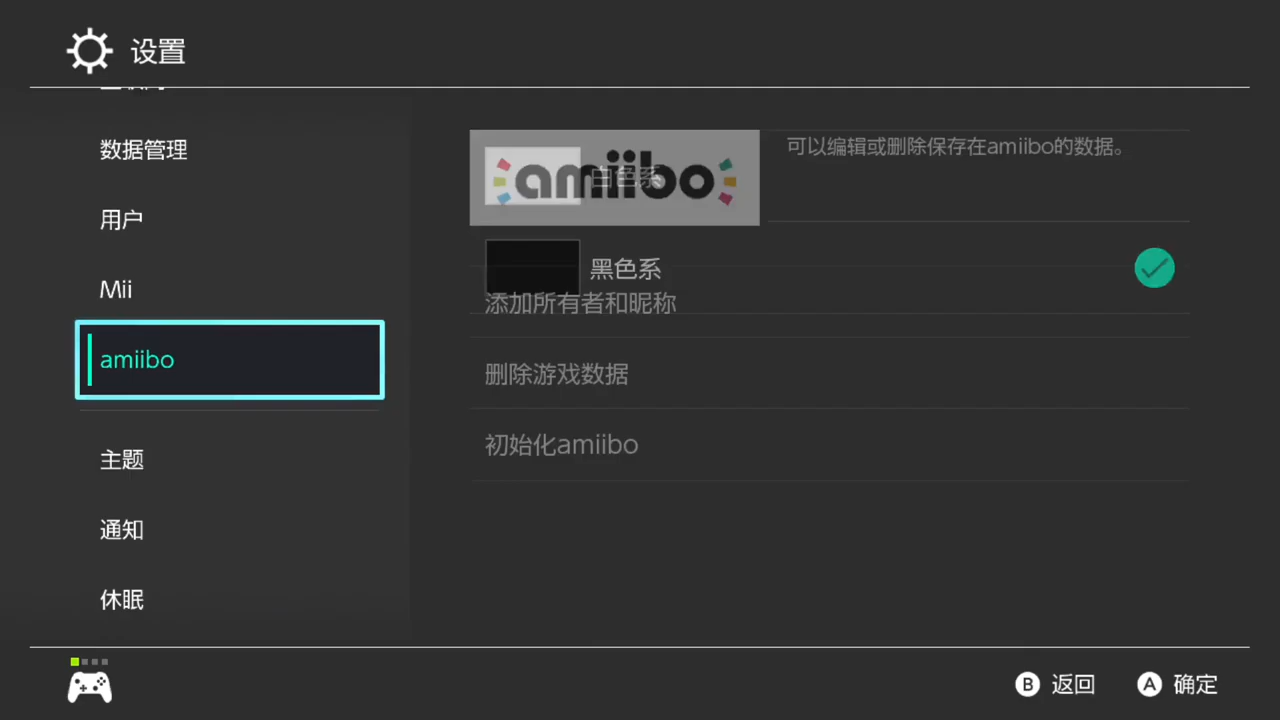 设置
数据管理
用户
Mii
amiibo
主题
通知
休眠
amiibo
白色系
可以编辑或删除保存在amiibo的数据。
黑色系
添加所有者和昵称
删除游戏数据
初始化amiibo
B 返回
A 确定